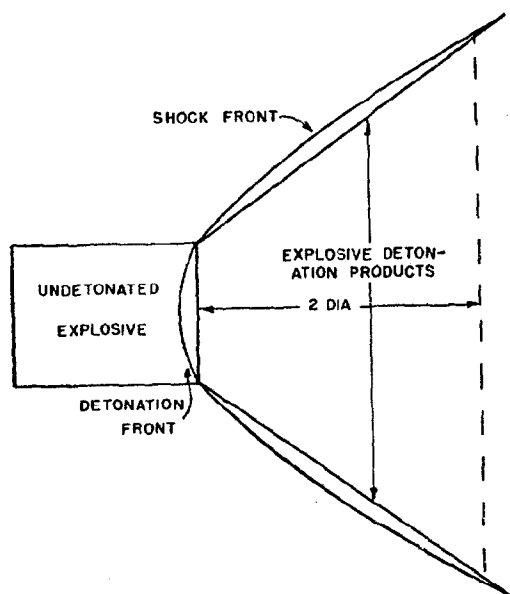 SHOCK FRONT
EXPLOSIVE DETON-
ATION PRODUCTS
2 DIA
UNDETONATED
EXPLOSIVE
DETONATION
FRONT